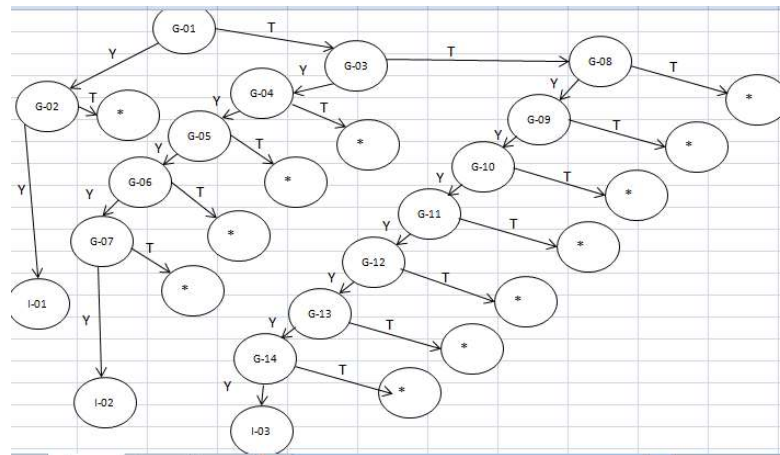 G-01
T
Y
G-03
T
G-08
Y
T
G-02
T
*
G-04
Y
T
*
Y
G-09
T
*
G-05
Y
T
*
Y
G-10
T
*
Y
G-06
Y
T
*
Y
G-11
T
*
Y
G-07
Y
T
*
Y
G-12
T
*
I-01
Y
G-13
Y
T
*
Y
G-14
T
*
I-02
Y
I-03